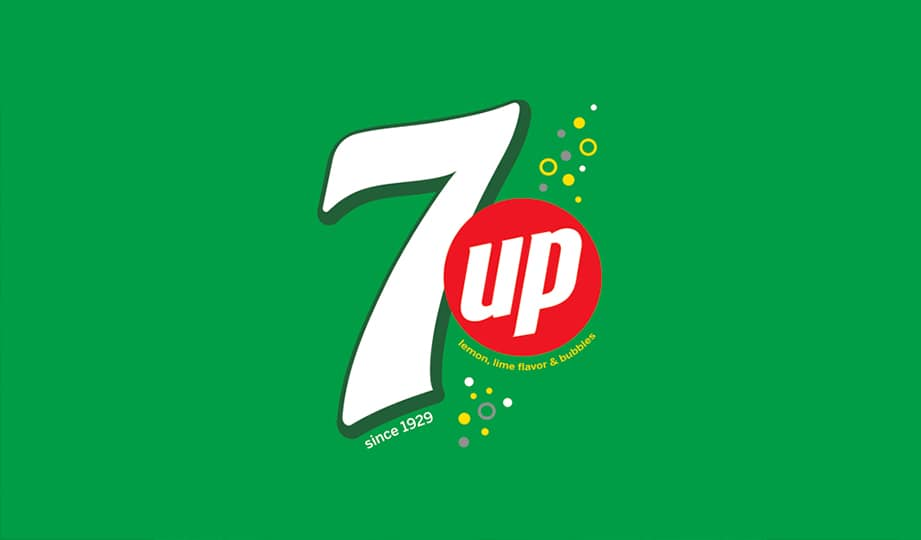 7
up
lemon, lime flavor & bubbles
since 1929